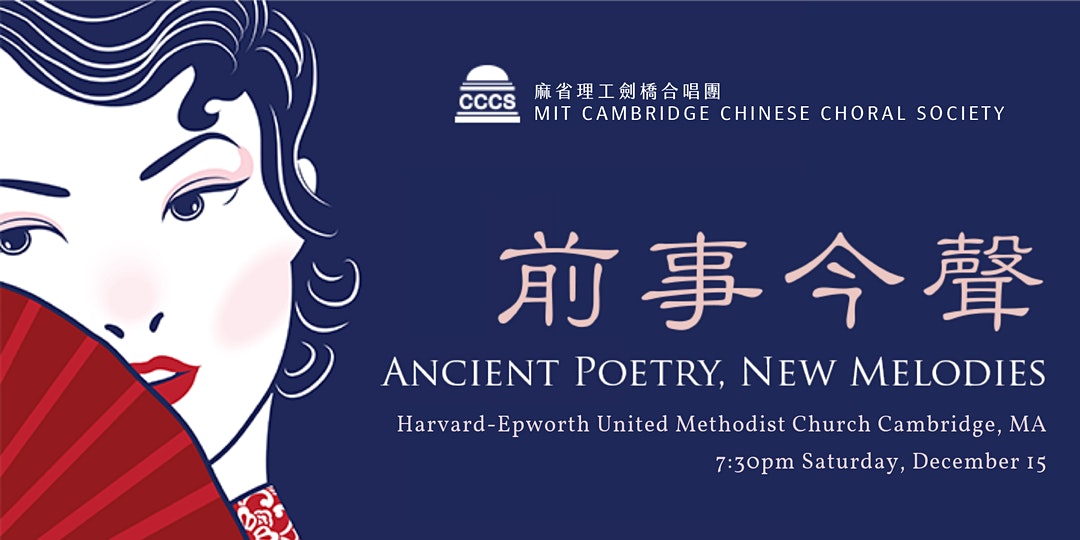 CCCS
麻省理工劍橋合唱團
MIT CAMBRIDGE CHINESE CHORAL SOCIETY
前事今聲
ANCIENT POETRY, NEW MELODIES
Harvard-Epworth United Methodist Church Cambridge, MA
7:30pm Saturday, December 15